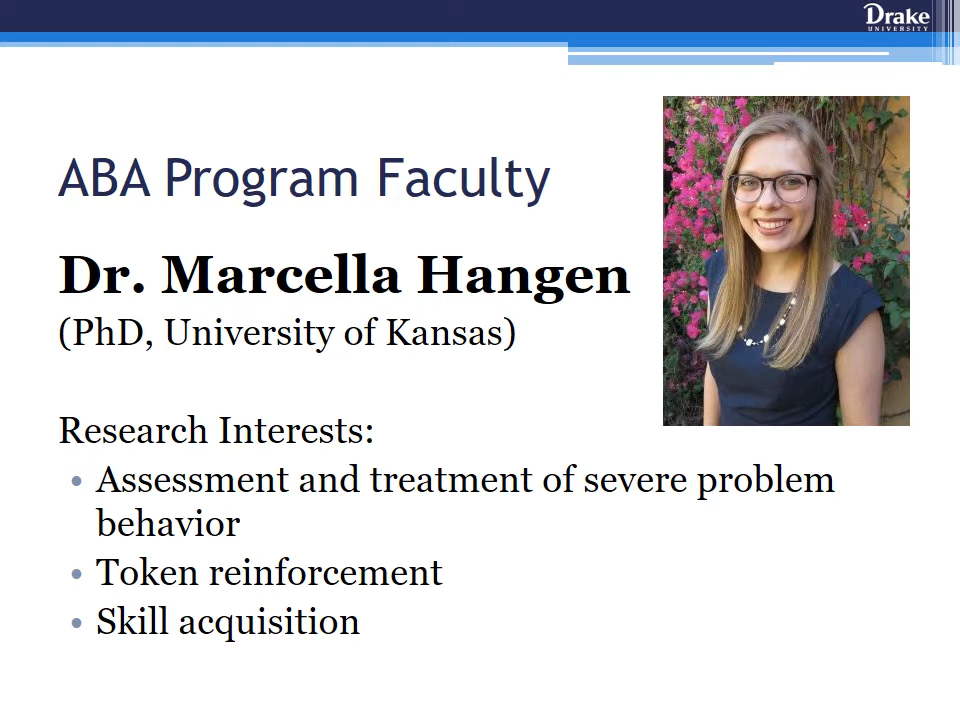 Drake
UNIVERSITY
ABA Program Faculty
Dr. Marcella Hangen
(PhD, University of Kansas)
Research Interests:
• Assessment and treatment of severe problem
behavior
• Token reinforcement
• Skill acquisition